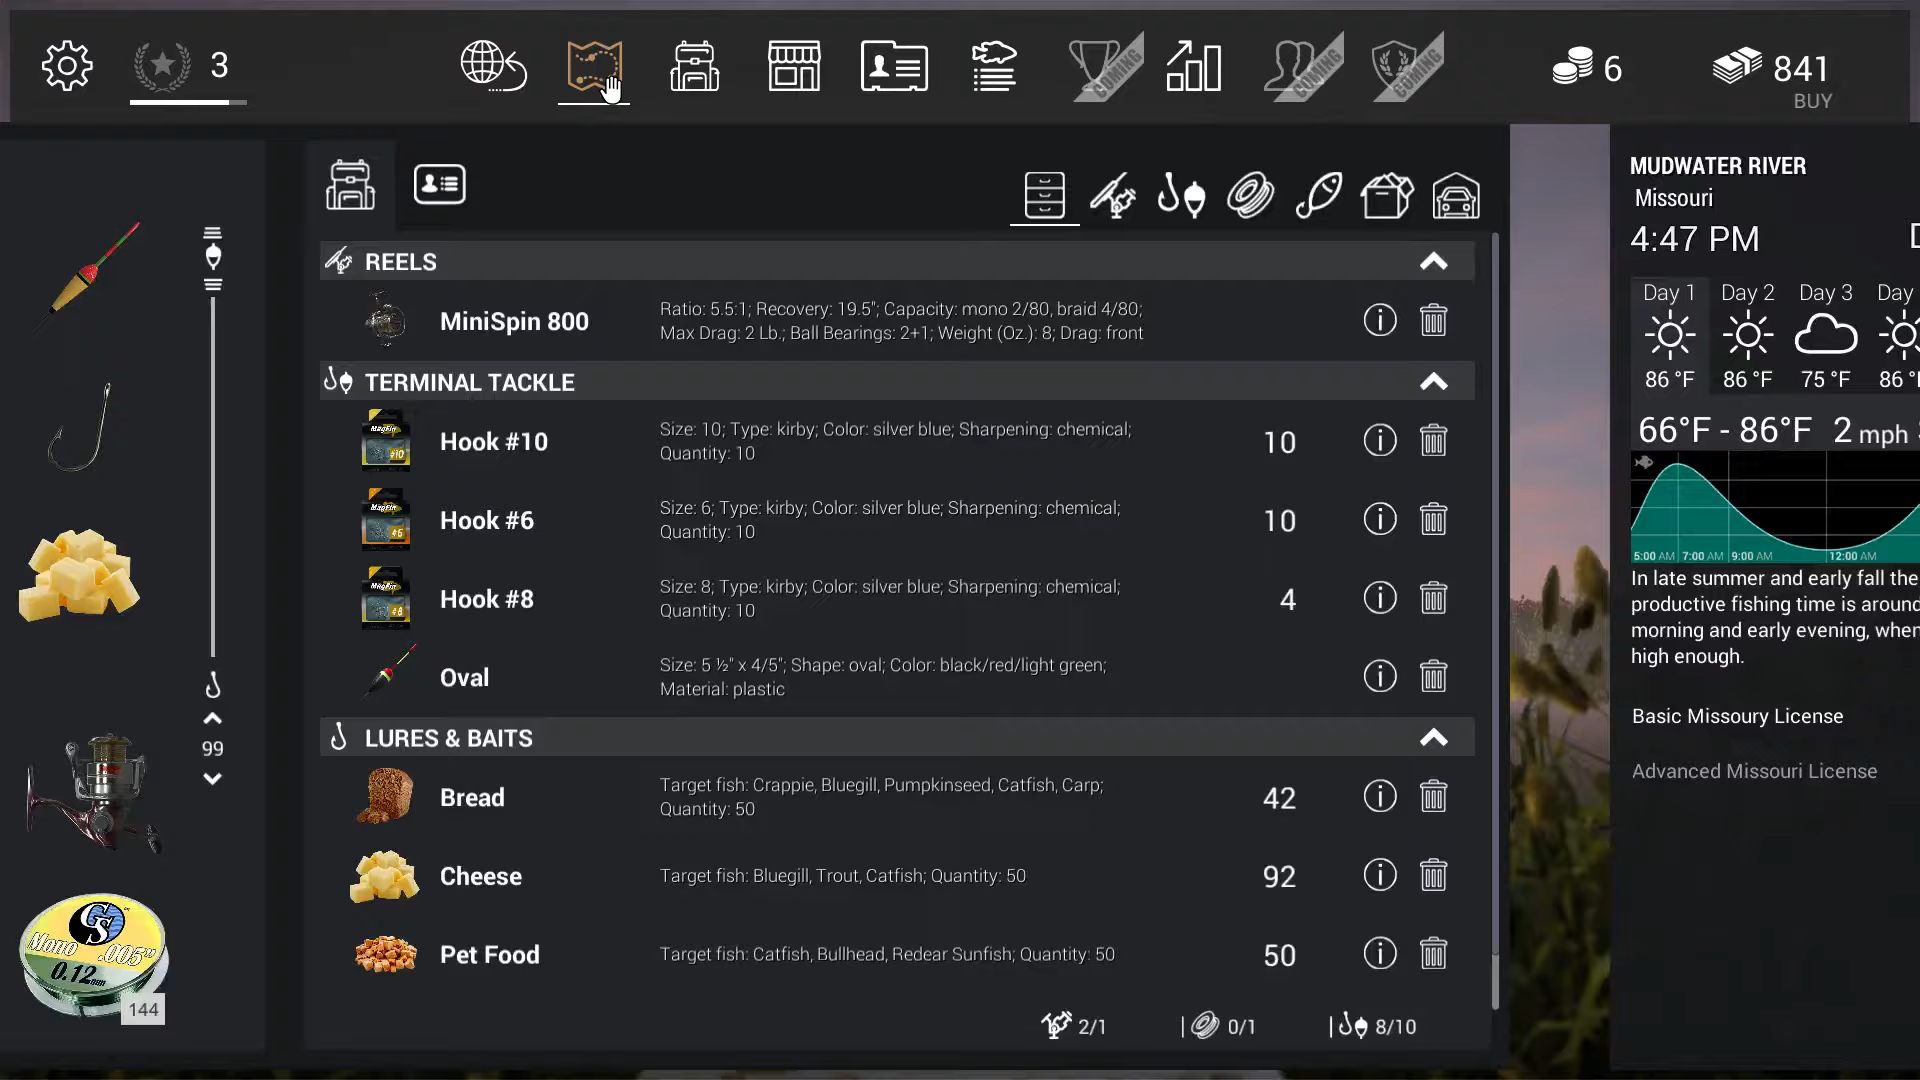 3
COMING
COMING
COMING
6
841
BUY
MUDWATER RIVER
Missouri
4:47 PM
Day 1
Day 2
Day 3
Day
86 °F
86 °F
75 °F
86 °F
66°F - 86°F
2 mph
5:00 AM
7:00 AM
9:00 AM
12:00 AM
In late summer and early fall the
productive fishing time is around
morning and early evening, when
high enough.
Basic Missoury License
Advanced Missouri License
REELS
MiniSpin 800
Ratio: 5.5:1; Recovery: 19.5"; Capacity: mono 2/80, braid 4/80;
Max Drag: 2 Lb.; Ball Bearings: 2+1; Weight (Oz.): 8; Drag: front
TERMINAL TACKLE
MagFin
#10
Hook #10
Size: 10; Type: kirby; Color: silver blue; Sharpening: chemical;
Quantity: 10
10
MagFin
#6
Hook #6
Size: 6; Type: kirby; Color: silver blue; Sharpening: chemical;
Quantity: 10
10
MagFin
#8
Hook #8
Size: 8; Type: kirby; Color: silver blue; Sharpening: chemical;
Quantity: 10
4
Oval
Size: 5 ½" x 4/5"; Shape: oval; Color: black/red/light green;
Material: plastic
LURES & BAITS
Bread
Target fish: Crappie, Bluegill, Pumpkinseed, Catfish, Carp;
Quantity: 50
42
Cheese
Target fish: Bluegill, Trout, Catfish; Quantity: 50
92
Pet Food
Target fish: Catfish, Bullhead, Redear Sunfish; Quantity: 50
50
2/1
0/1
8/10
99
GS
Mono .005"
0.12mm
144